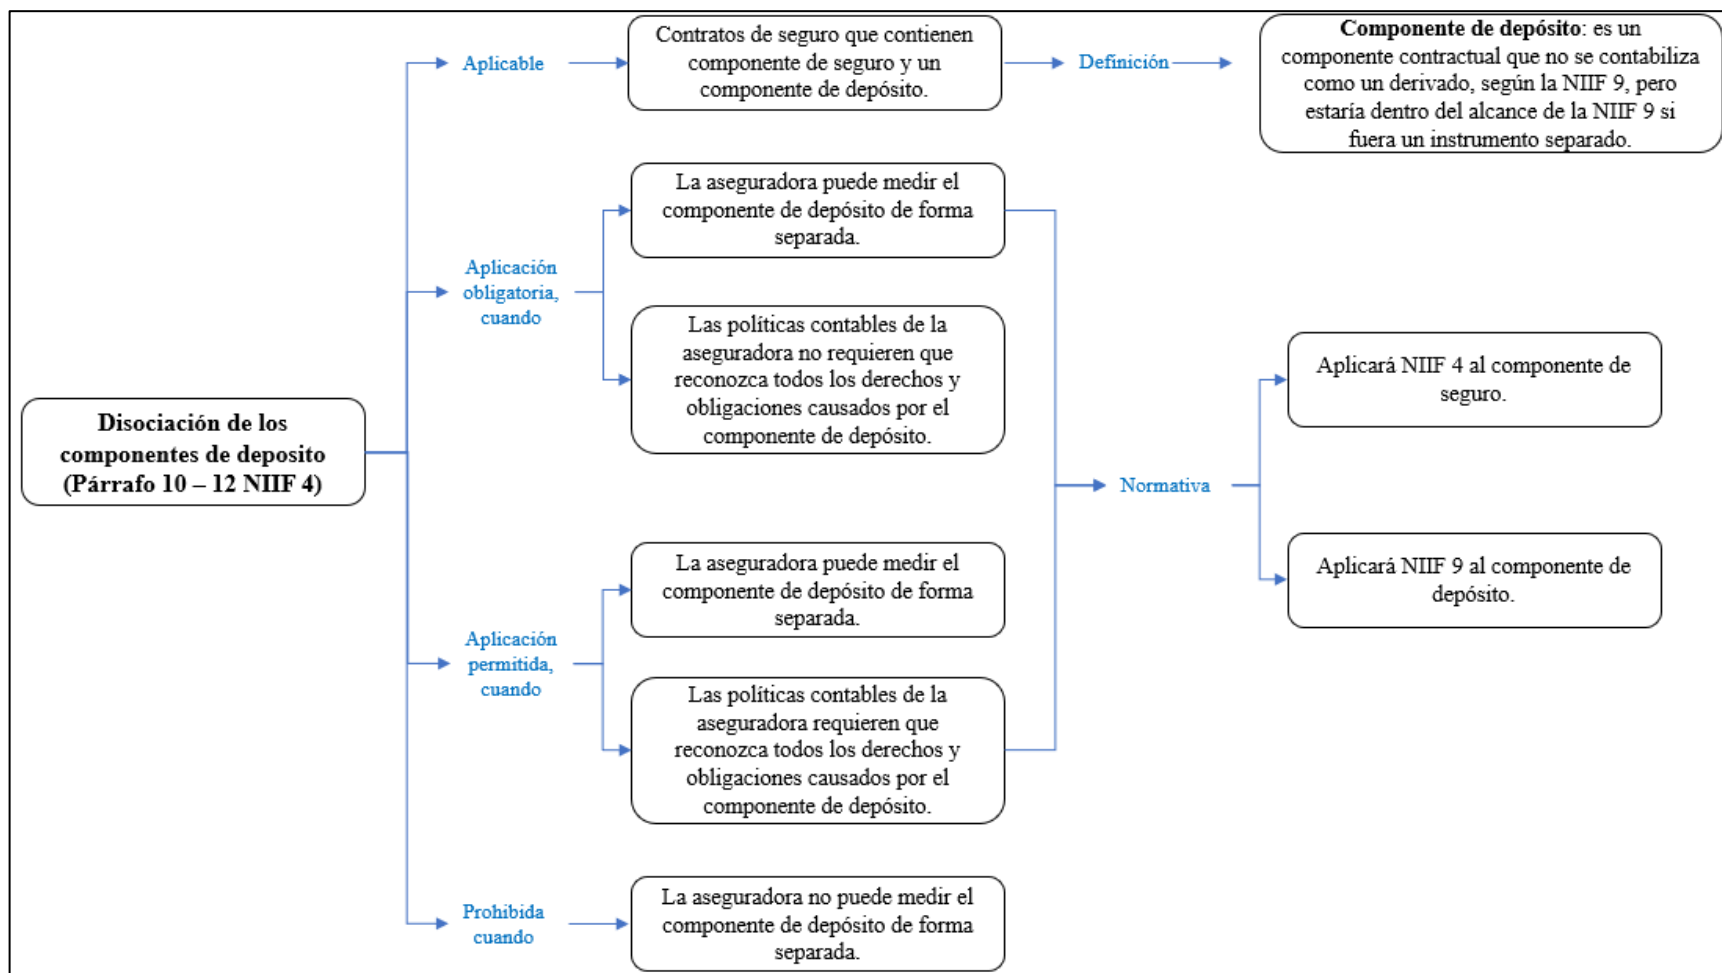 Disociación de los
componentes de deposito
(Párrafo 10 – 12 NIIF 4)
Aplicable
Contratos de seguro que contienen
componente de seguro y un
componente de depósito.
Definición
Componente de depósito: es un
componente contractual que no se contabiliza
como un derivado, según la NIIF 9, pero
estaría dentro del alcance de la NIIF 9 si
fuera un instrumento separado.
Aplicación
obligatoria,
cuando
La aseguradora puede medir el
componente de depósito de forma
separada.
Las políticas contables de la
aseguradora no requieren que
reconozca todos los derechos y
obligaciones causados por el
componente de depósito.
Aplicación
permitida,
cuando
La aseguradora puede medir el
componente de depósito de forma
separada.
Las políticas contables de la
aseguradora requieren que
reconozca todos los derechos y
obligaciones causados por el
componente de depósito.
Normativa
Aplicará NIIF 4 al componente de
seguro.
Aplicará NIIF 9 al componente de
depósito.
Prohibida
cuando
La aseguradora no puede medir el
componente de depósito de forma
separada.